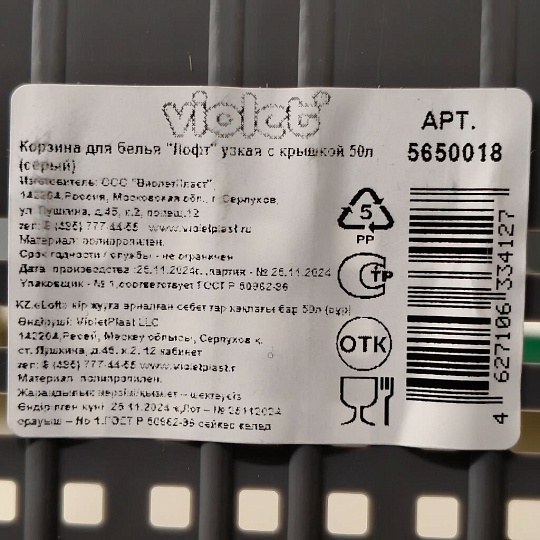 violet
АРТ.
5650018
Корзина для белья "Лофт" узкая с крышкой 50л
(серый)
Изготовитель: ООО "ВиолетПласт",
142204,Россия, Московская обл., г. Серпухов,
ул. Пушкина, д.45, к.2, помещ.12
тел: 8 (495) 777-44-55 www.violetplast.ru
Материал: полипропилен.
Срок годности / службы - не ограничен
Дата производства :25.11.2024г., партия - № 25.11.2024
Упаковщик - № 1,соответствует ГОСТ Р 50962-96
KZ.«Loft» кір жууға арналған себет тар қақпағы бар 50л (сұр)
Өндіруші: VioletPlast LLC
142204,Ресей, Мәскеу облысы, Серпухов қ.
ст. Пушкина, д.45, к.2, 12 кабинет
тел: 8 (495) 777-44-55 www.violetplast.r
Материал: полипропилен.
мерзімі/қызмет – шектеусіз
Өндірілген күні: 25.11.2024 ж,Лот – № 25112024
орауыш – № 1.ГОСТ Р 50962-96 сәйкес келед
5
PP
СТР
ОТК
4 627106 334127